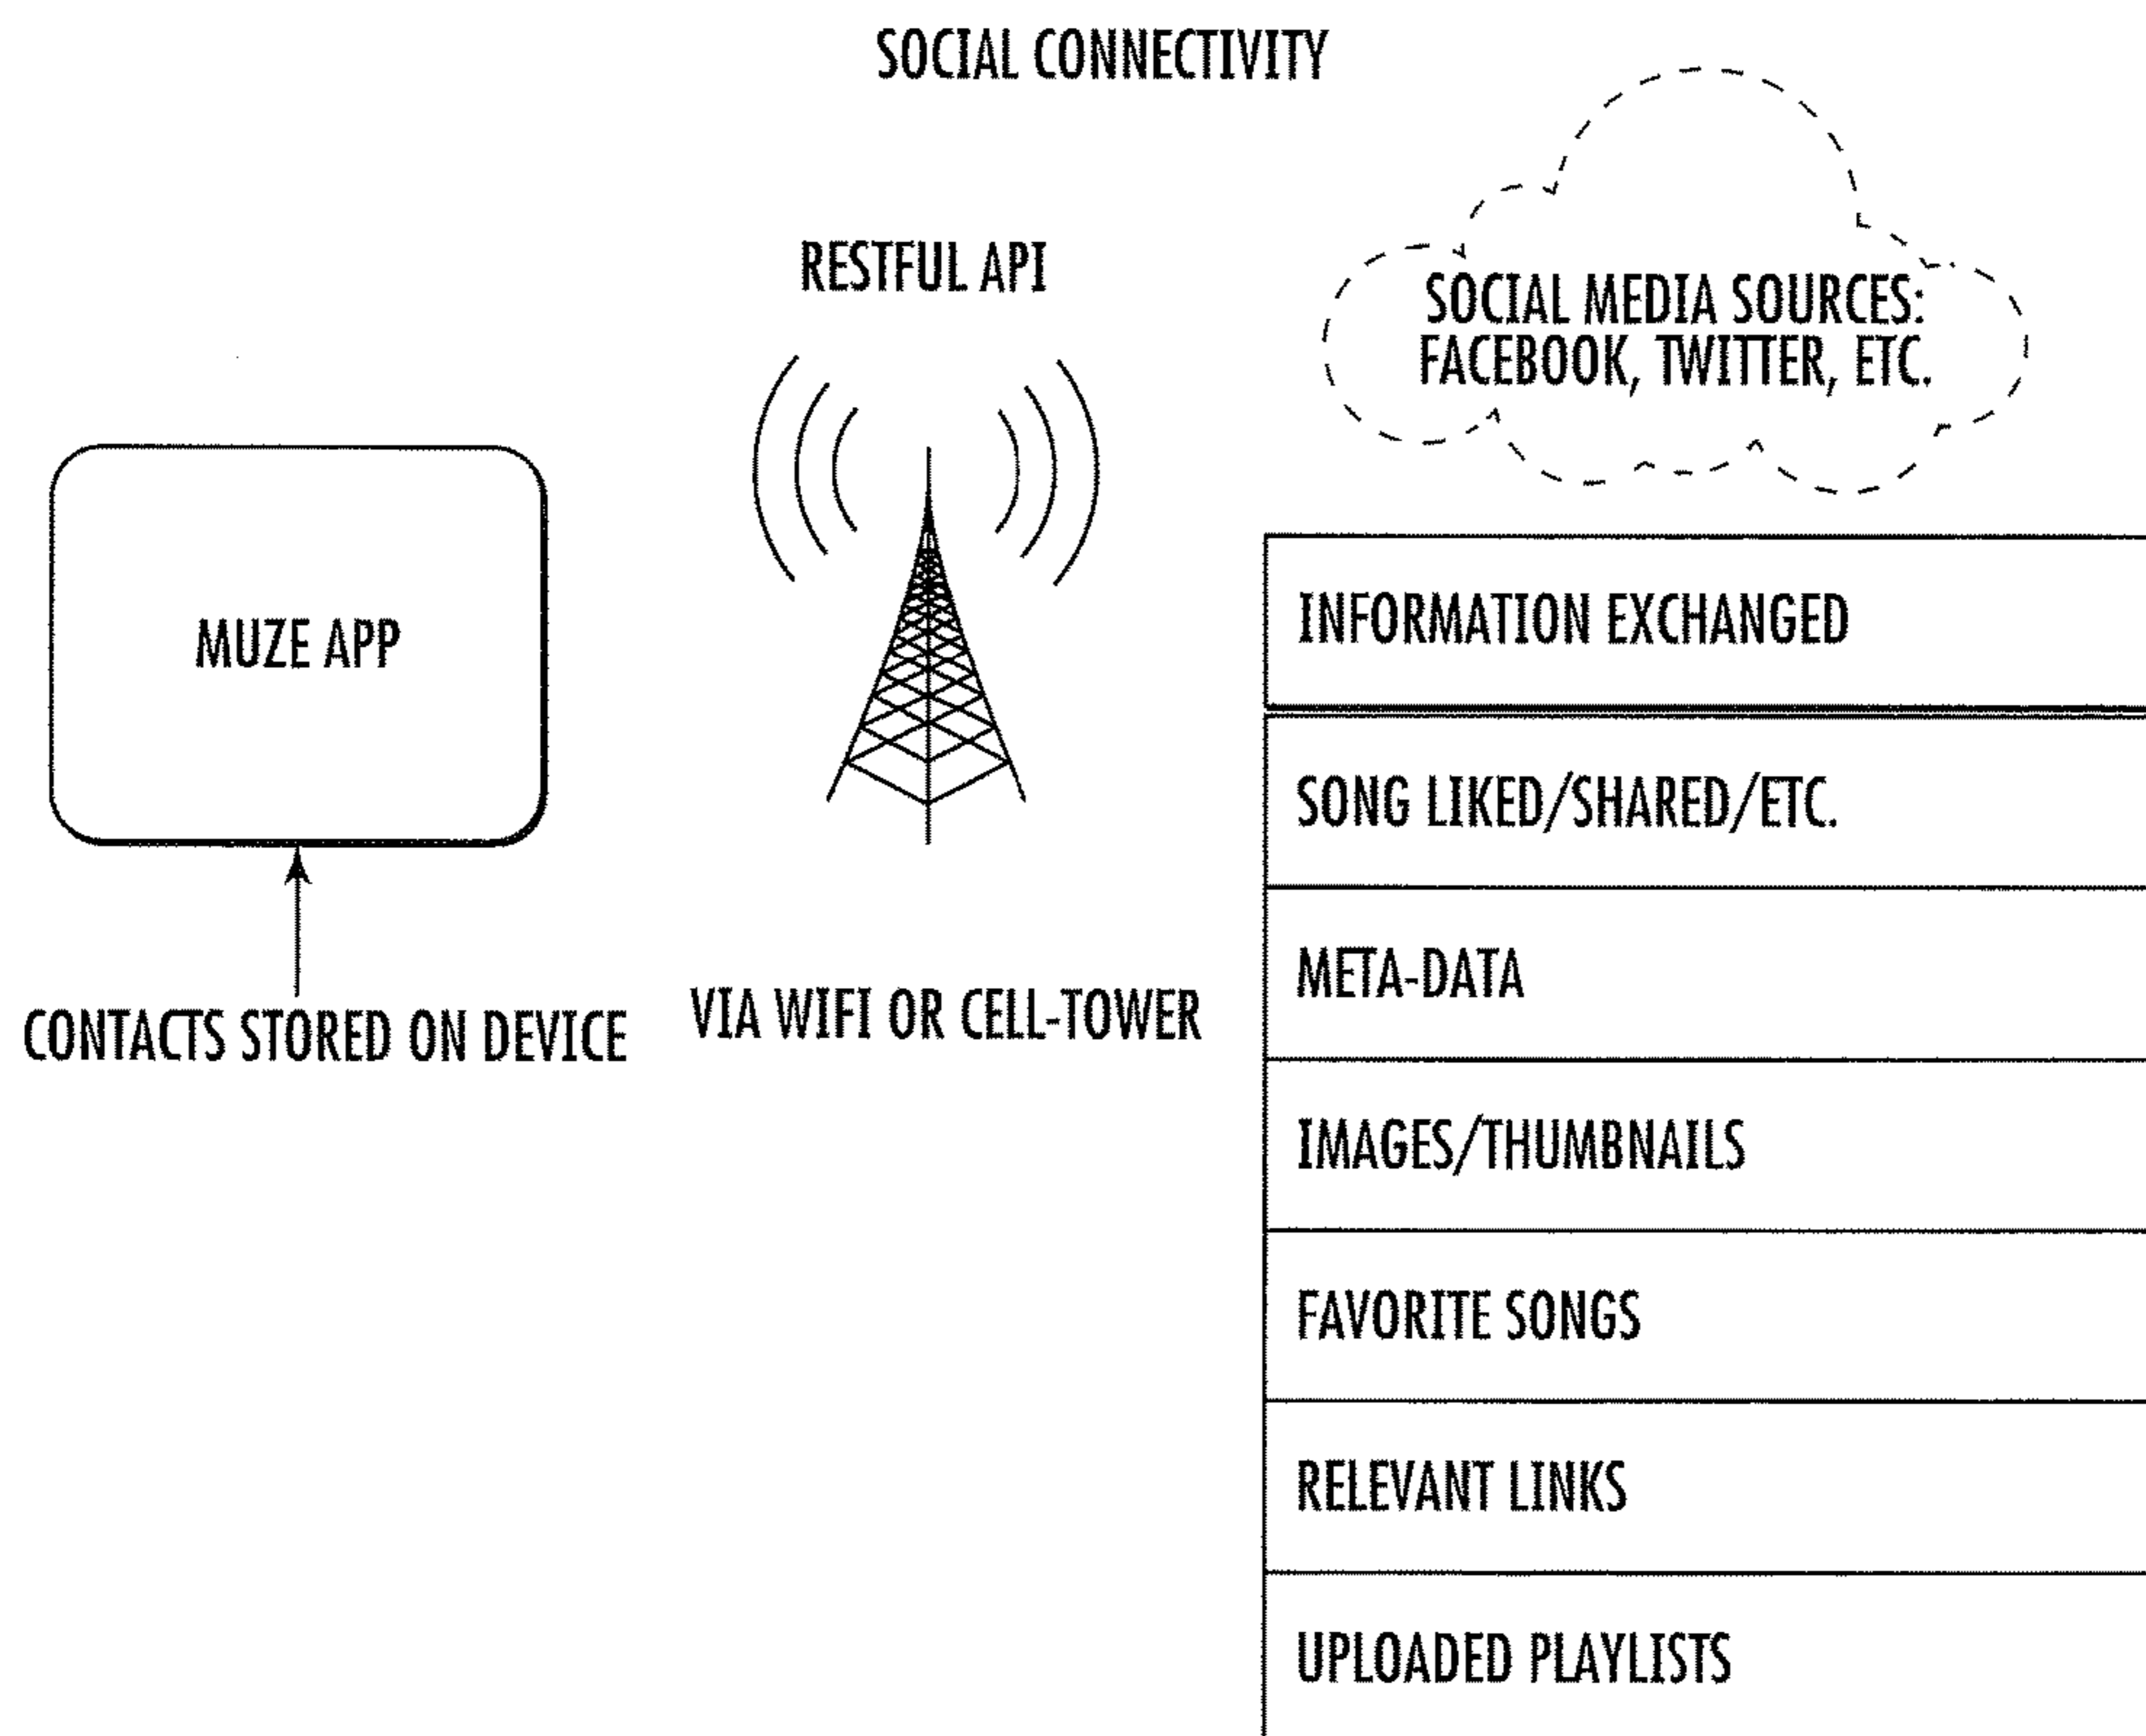 SOCIAL CONNECTIVITY
RESTFUL API
SOCIAL MEDIA SOURCES:
FACEBOOK, TWITTER, ETC.
MUZE APP
CONTACTS STORED ON DEVICE
VIA WIFI OR CELL-TOWER
INFORMATION EXCHANGED
SONG LIKED/SHARED/ETC.
META-DATA
IMAGES/THUMBNAILS
FAVORITE SONGS
RELEVANT LINKS
UPLOADED PLAYLISTS